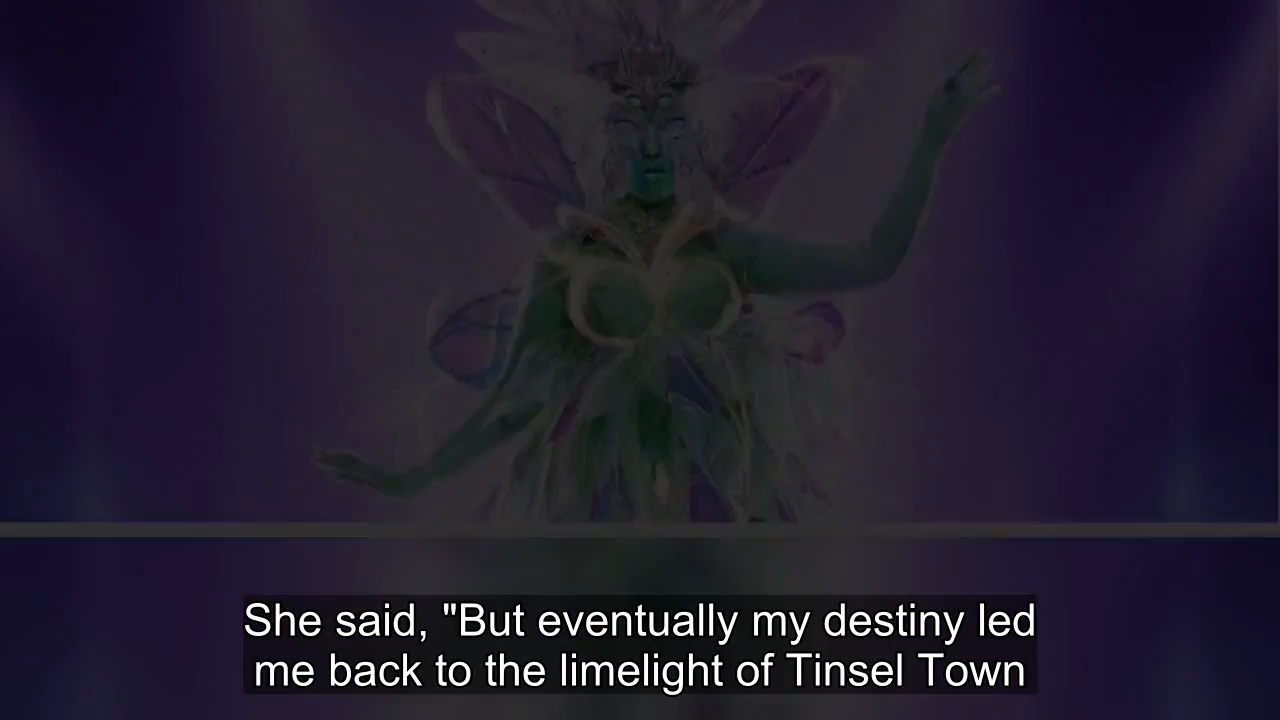 She said, "But eventually my destiny led
me back to the limelight of Tinsel Town